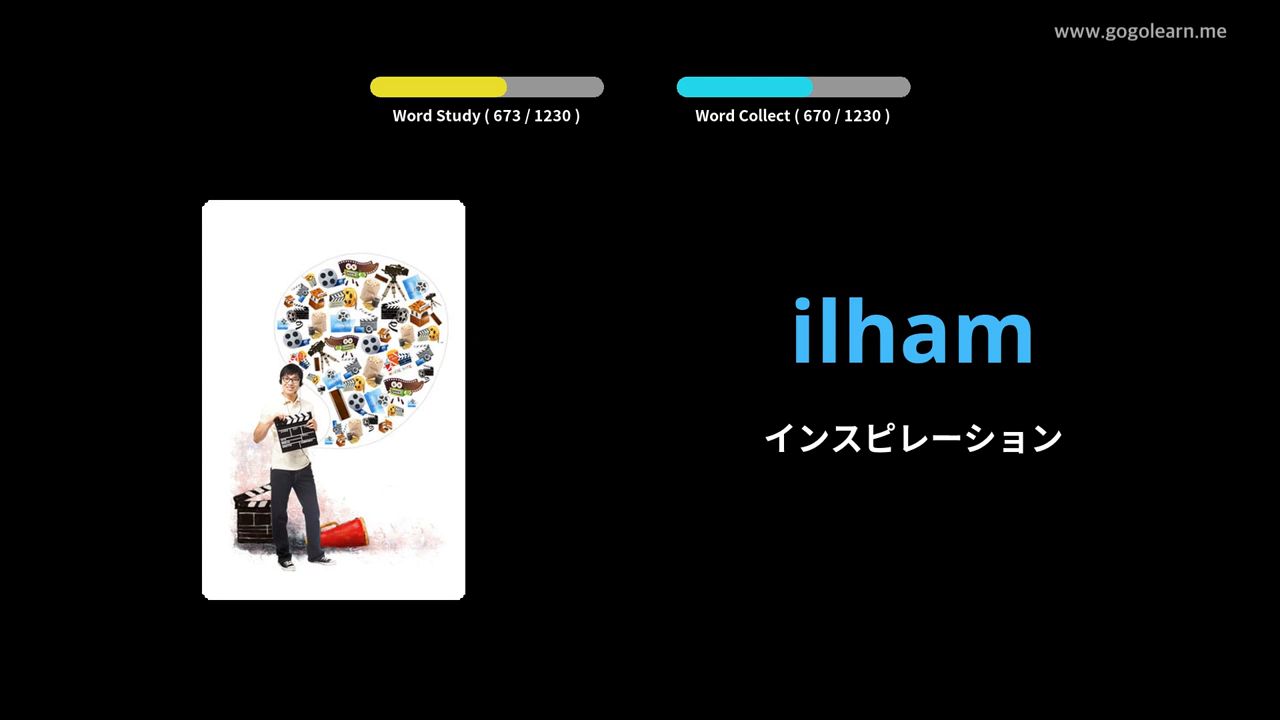 www.gogolearn.me
Word Study ( 673 / 1230 )
Word Collect ( 670 / 1230 )
ilham
インスピレーション